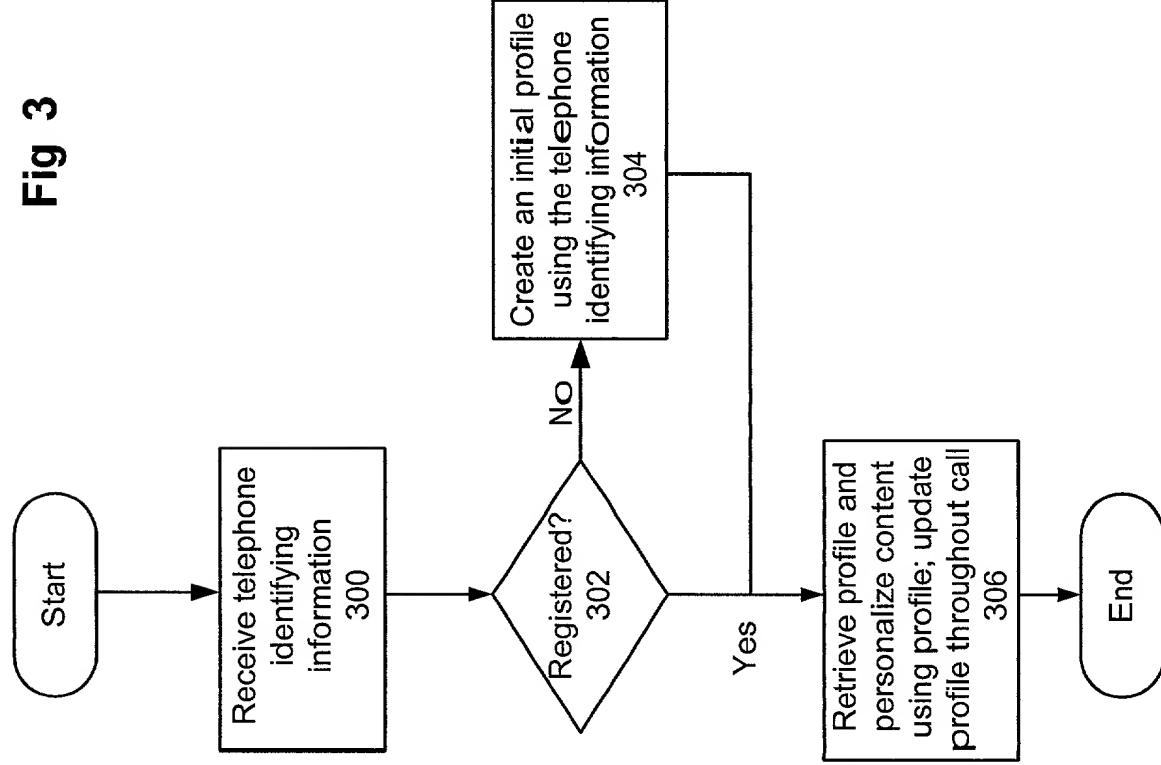 Fig 3
Start
Receive telephone
identifying
information
300
Registered?
302
No
Create an initial profile
using the telephone
identifying information
304
Yes
Retrieve profile and
personalize content
using profile; update
profile throughout call
306
End